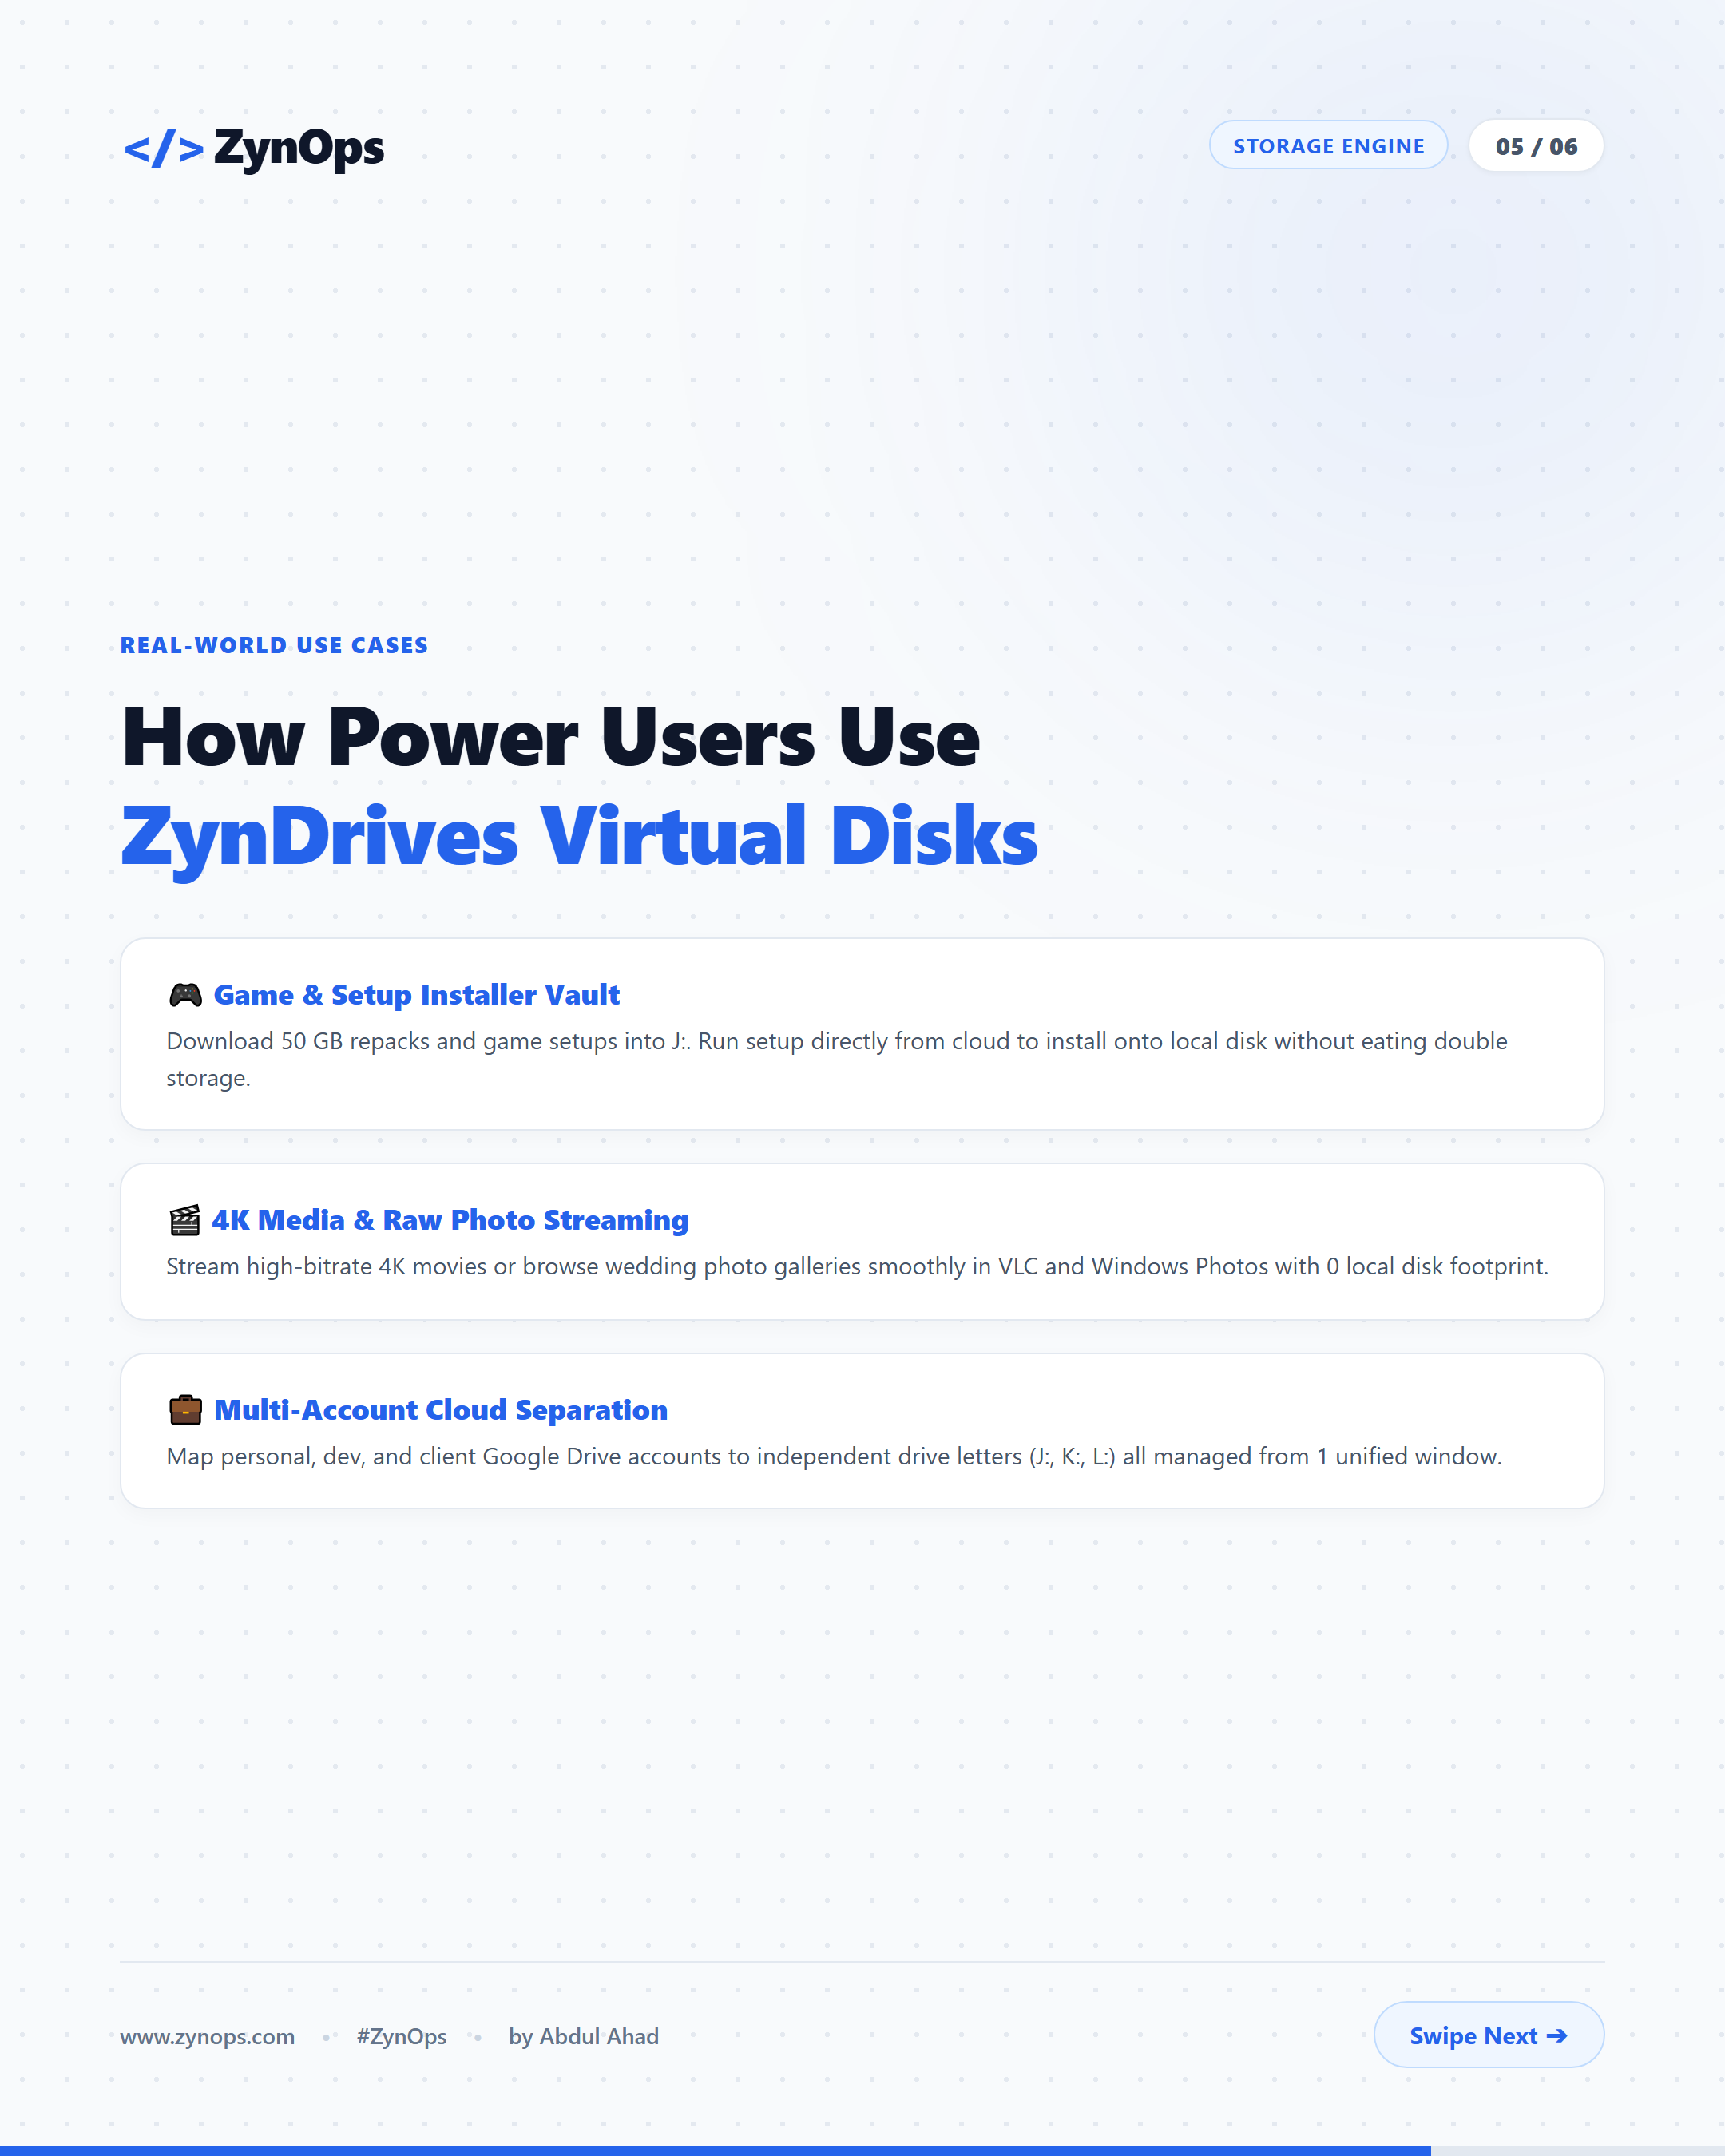 </> ZynOps
STORAGE ENGINE
05 / 06
REAL-WORLD USE CASES
How Power Users Use
ZynDrives Virtual Disks
🎮 Game & Setup Installer Vault
Download 50 GB repacks and game setups into J:. Run setup directly from cloud to install onto local disk without eating double
storage.
🎬 4K Media & Raw Photo Streaming
Stream high-bitrate 4K movies or browse wedding photo galleries smoothly in VLC and Windows Photos with 0 local disk footprint.
💼 Multi-Account Cloud Separation
Map personal, dev, and client Google Drive accounts to independent drive letters (J:, K:, L:) all managed from 1 unified window.
www.zynops.com • #ZynOps • by Abdul Ahad
Swipe Next ➔